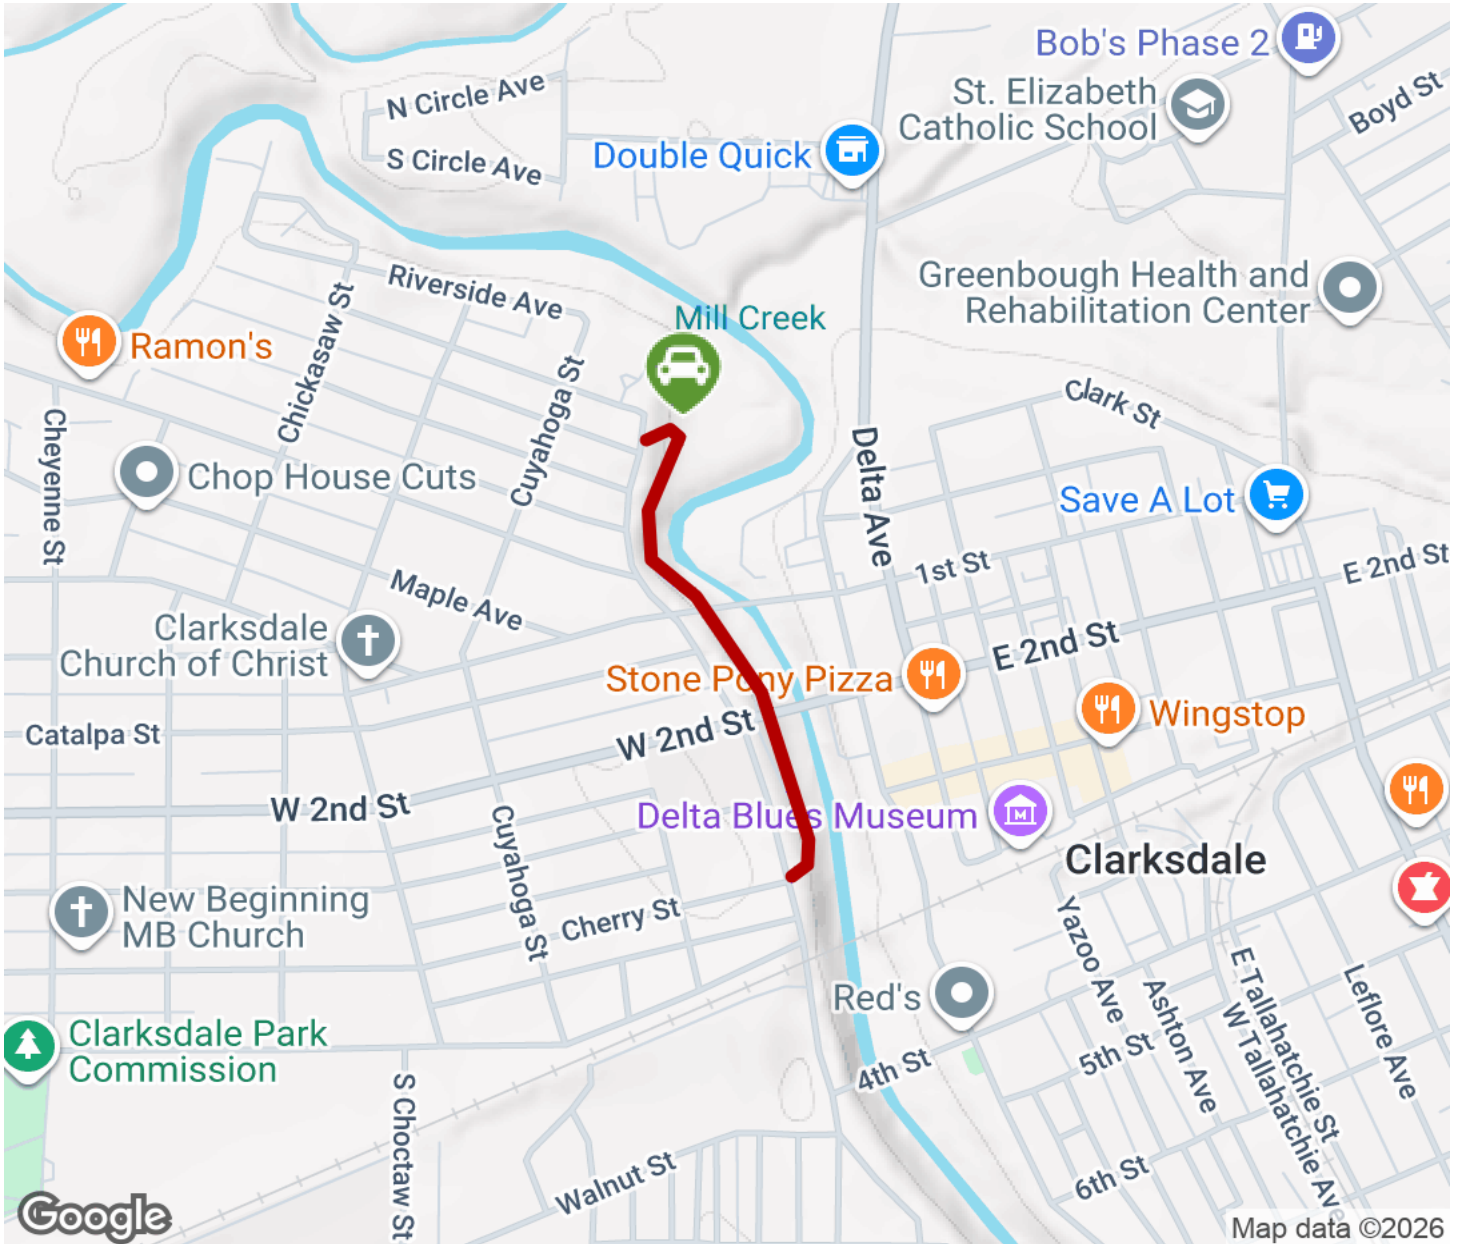 Bob's Phase 2
N Circle Ave
St. Elizabeth
Catholic School
Boyd St
S Circle Ave
Double Quick
Riverside Ave
Greenbough Health and
Rehabilitation Center
Mill Creek
Ramon's
Chickasaw St
Cuyahoga St
Clark St
Cheyenne St
Chop House Cuts
Delta Ave
Save A Lot
1st St
E 2nd St
Maple Ave
Clarksdale
Church of Christ
E 2nd St
Stone Pony Pizza
Wingstop
Catalpa St
W 2nd St
W 2nd St
Delta Blues Museum
Cuyahoga St
Clarksdale
New Beginning
MB Church
Cherry St
Yazoo Ave
Red's
Ashton Ave
E Tallahatchie St
W Tallahatchie Ave
Leflore Ave
Clarksdale Park
Commission
4th St
5th St
S Choctaw St
Walnut St
6th St
Google
Map data ©2026